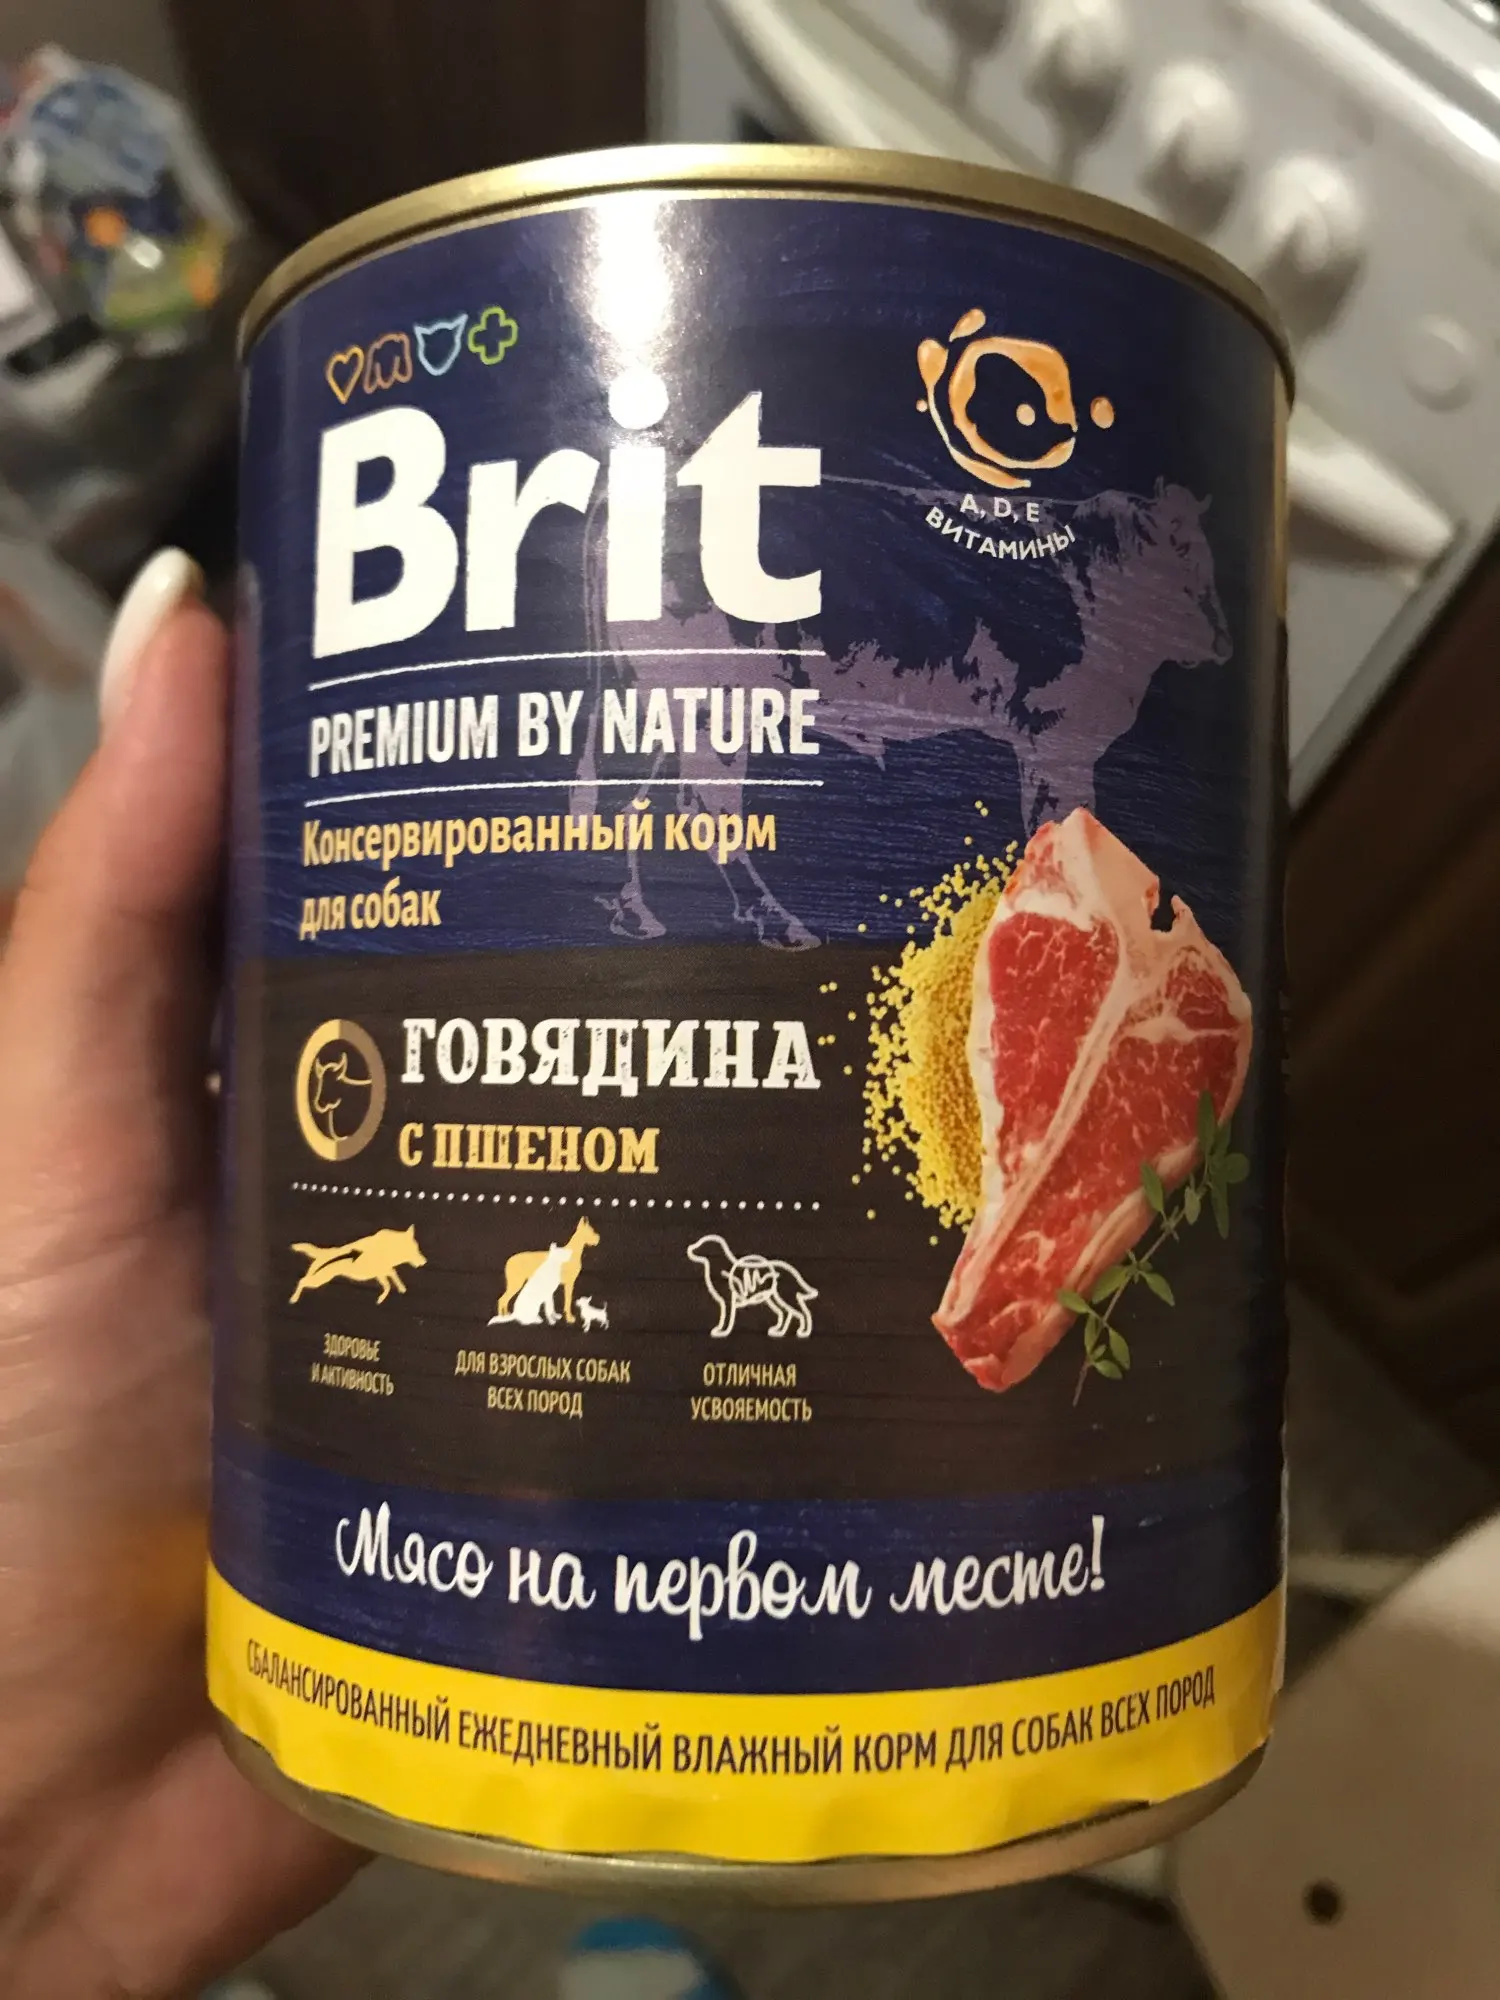 Brit
A, D, E
ВИТАМИНЫ
PREMIUM BY NATURE
Консервированный корм
для собак
ГОВЯДИНА
С ПШЕНОМ
ЗДОРОВЬЕ
И АКТИВНОСТЬ
ДЛЯ ВЗРОСЛЫХ СОБАК
ВСЕХ ПОРОД
ОТЛИЧНАЯ
УСВОЯЕМОСТЬ
Мясо на первом месте!
СБАЛАНСИРОВАННЫЙ ЕЖЕДНЕВНЫЙ ВЛАЖНЫЙ КОРМ ДЛЯ СОБАК ВСЕХ ПОРОД